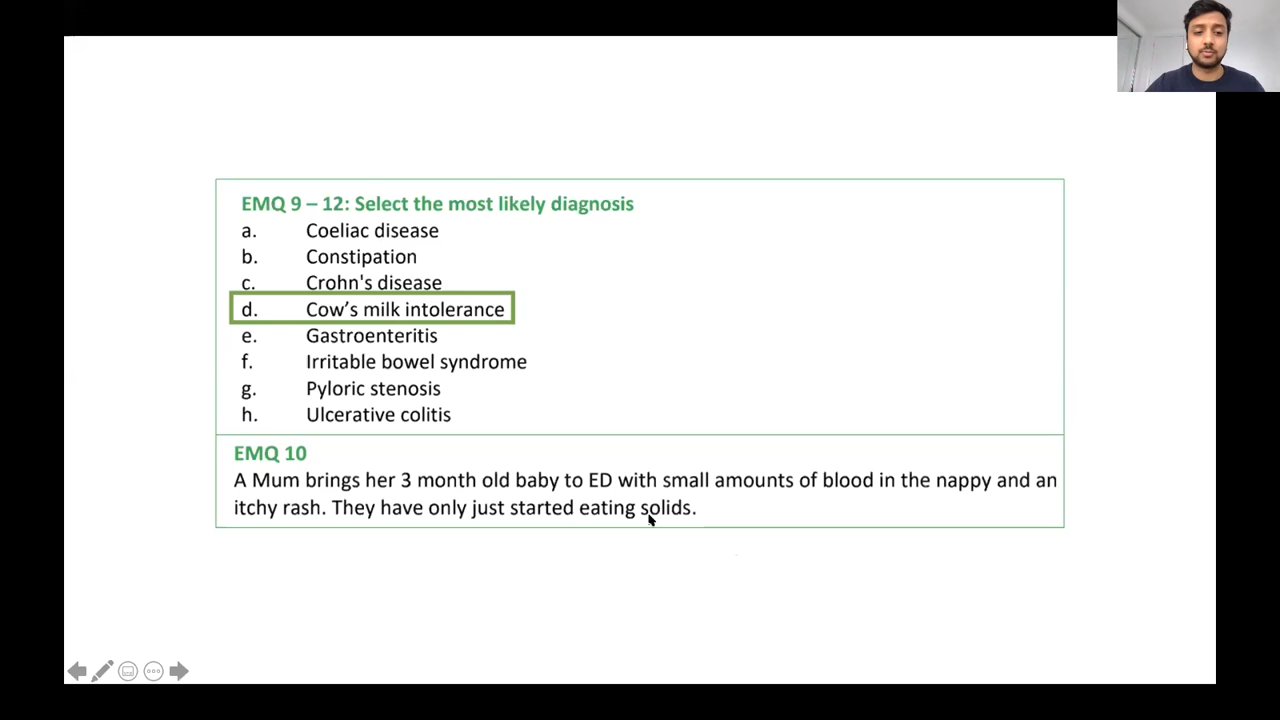 EMQ 9 – 12: Select the most likely diagnosis
a. Coeliac disease
b. Constipation
c. Crohn's disease
d. Cow’s milk intolerance
e. Gastroenteritis
f. Irritable bowel syndrome
g. Pyloric stenosis
h. Ulcerative colitis
EMQ 10
A Mum brings her 3 month old baby to ED with small amounts of blood in the nappy and an
itchy rash. They have only just started eating solids.